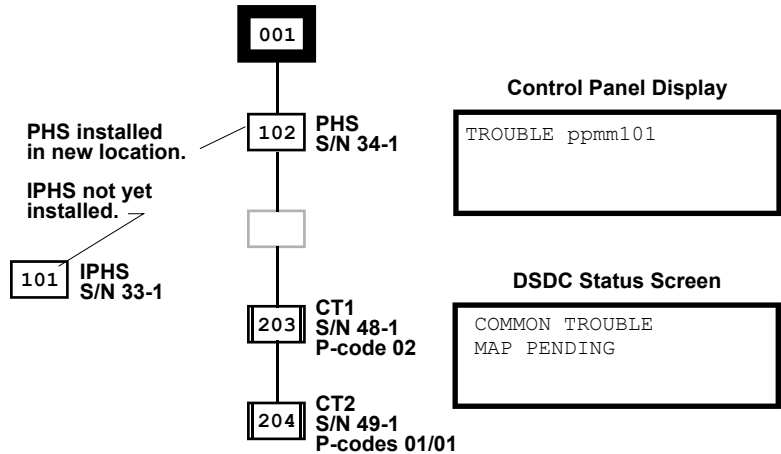 001
PHS installed
in new location.
102
PHS
S/N 34-1
IPHS not yet
installed.
101
IPHS
S/N 33-1
203
CT1
S/N 48-1
P-code 02
204
CT2
S/N 49-1
P-codes 01/01
Control Panel Display
TROUBLE ppmm101
DSDC Status Screen
COMMON TROUBLE
MAP PENDING